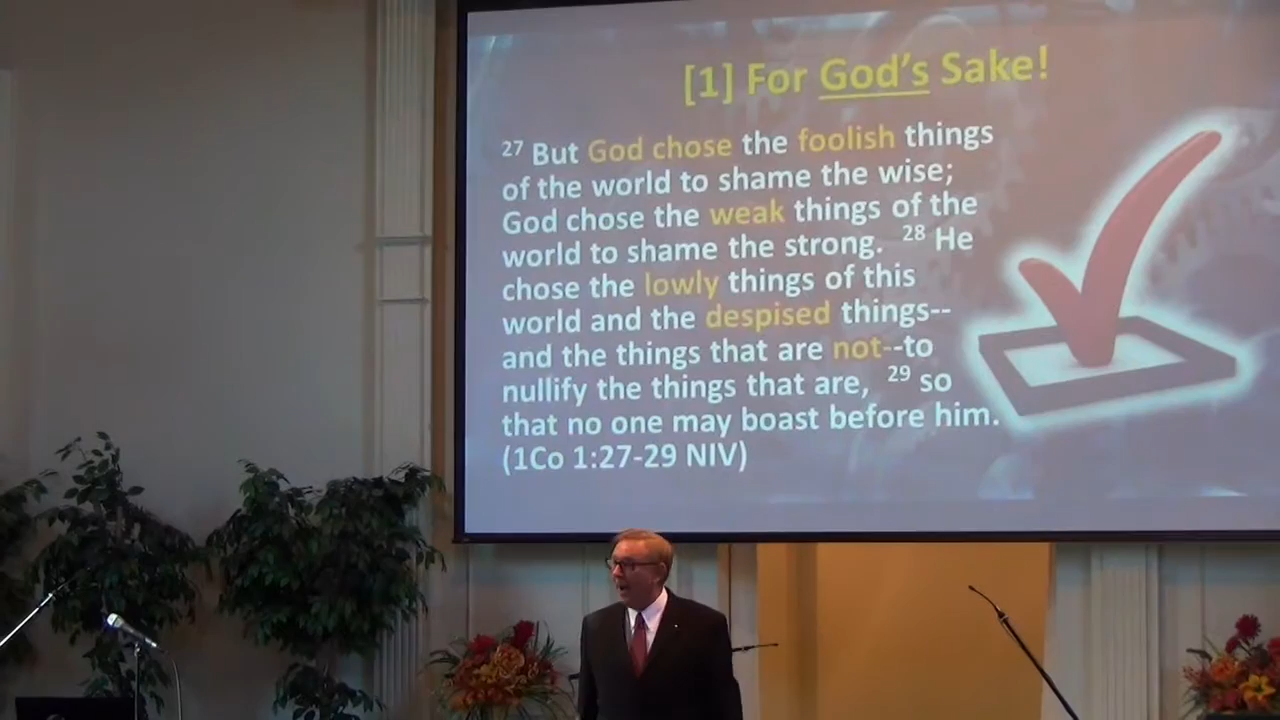 [1] For God's Sake!
27 But God chose the foolish things
of the world to shame the wise;
God chose the weak things of the
world to shame the strong. 28 He
chose the lowly things of this
world and the despised things--
and the things that are not--to
nullify the things that are, 29 so
that no one may boast before him.
(1Co 1:27-29 NIV)